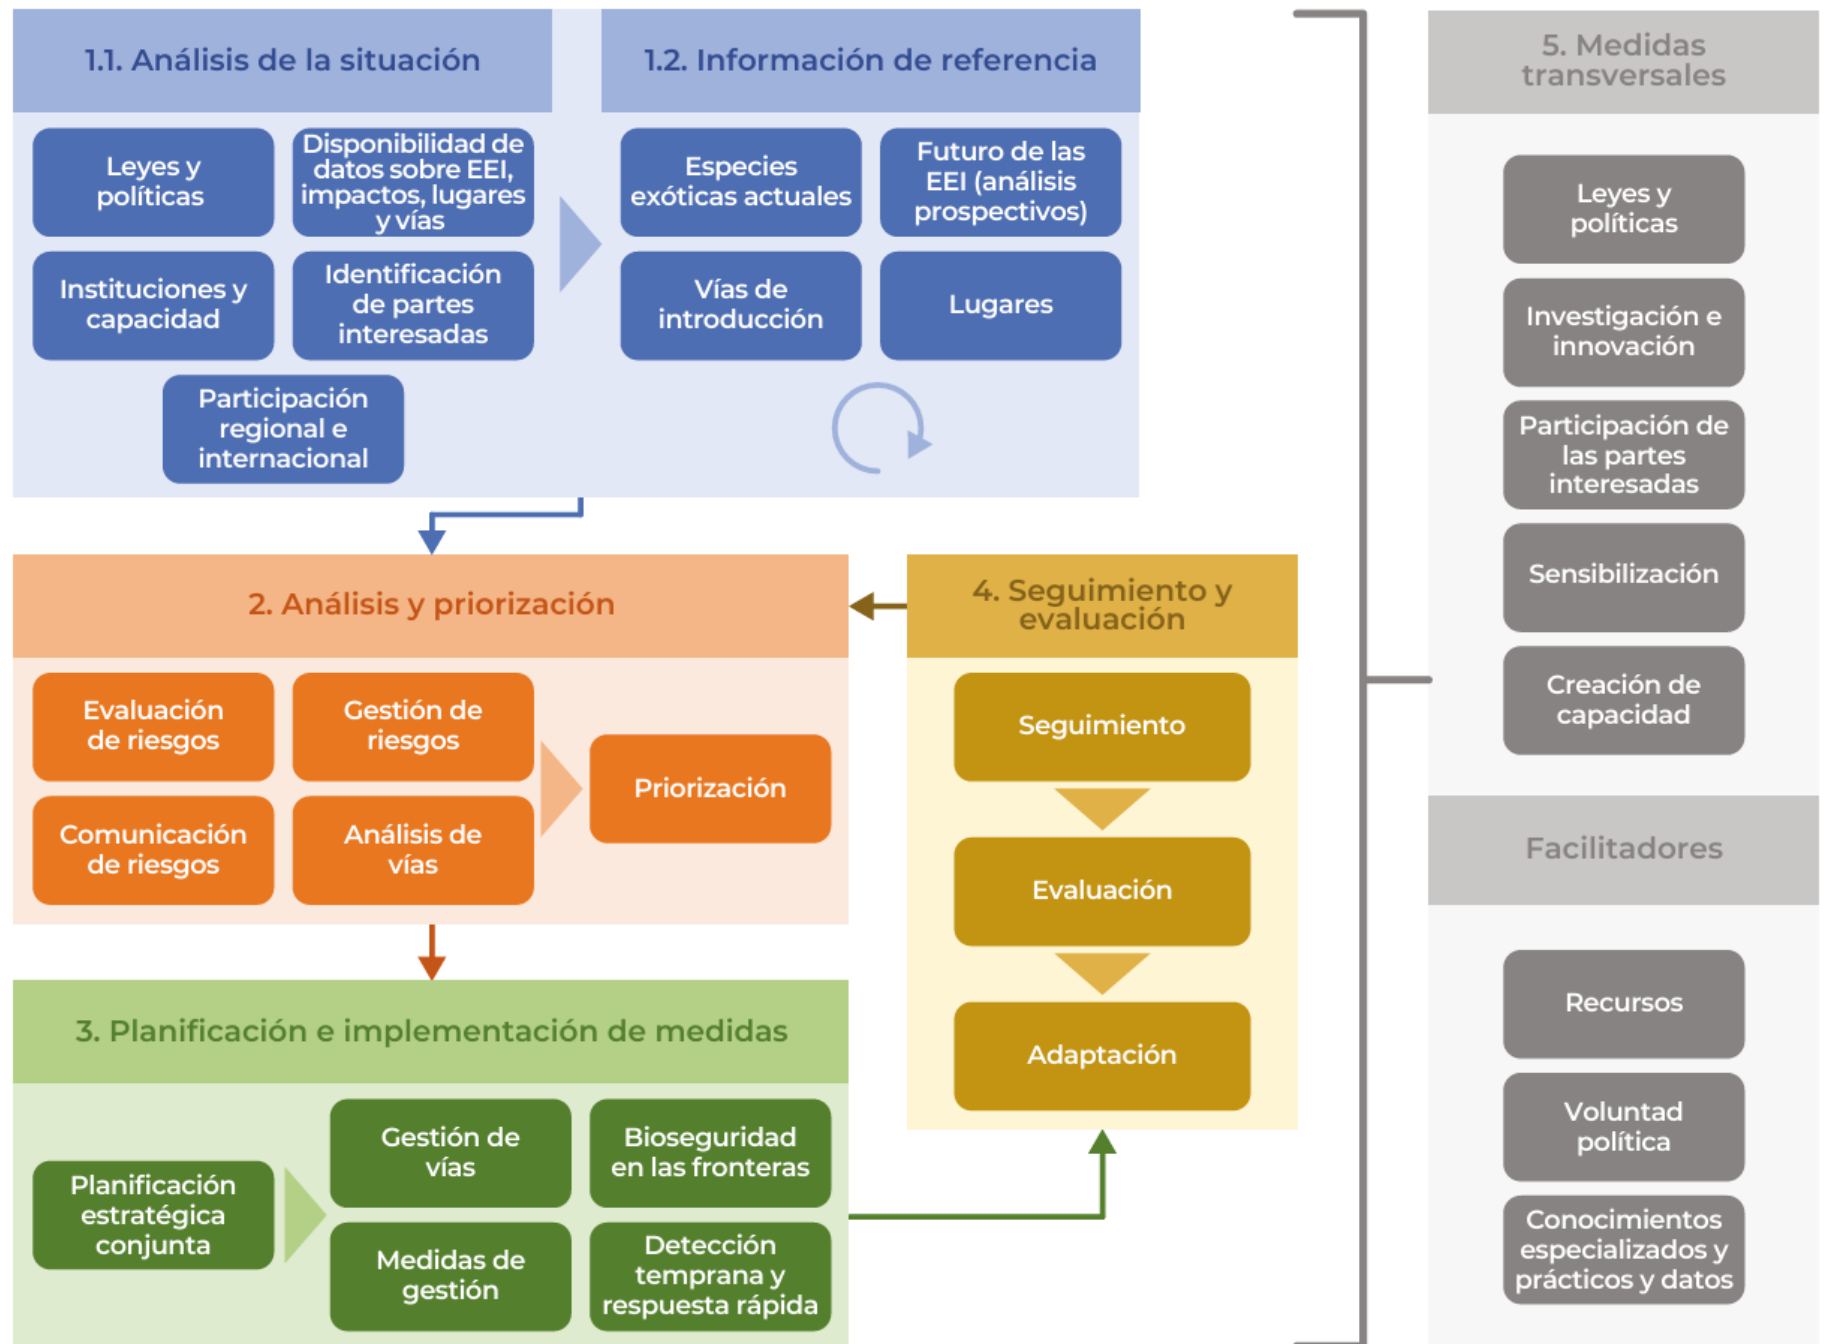 1.1. Análisis de la situación
Leyes y
políticas
Disponibilidad de
datos sobre EEI,
impactos, lugares
y vías
Instituciones y
capacidad
Identificación
de partes
interesadas
Participación
regional e
internacional
1.2. Información de referencia
Especies
exóticas actuales
Futuro de las
EEI (análisis
prospectivos)
Vías de
introducción
Lugares
2. Análisis y priorización
Evaluación
de riesgos
Gestión de
riesgos
Comunicación
de riesgos
Análisis de
vías
Priorización
3. Planificación e implementación de medidas
Planificación
estratégica
conjunta
Gestión de
vías
Bioseguridad
en las fronteras
Medidas de
gestión
Detección
temprana y
respuesta rápida
4. Seguimiento y
evaluación
Seguimiento
Evaluación
Adaptación
5. Medidas
transversales
Leyes y
políticas
Investigación e
innovación
Participación de
las partes
interesadas
Sensibilización
Creación de
capacidad
Facilitadores
Recursos
Voluntad
política
Conocimientos
especializados y
prácticos y datos